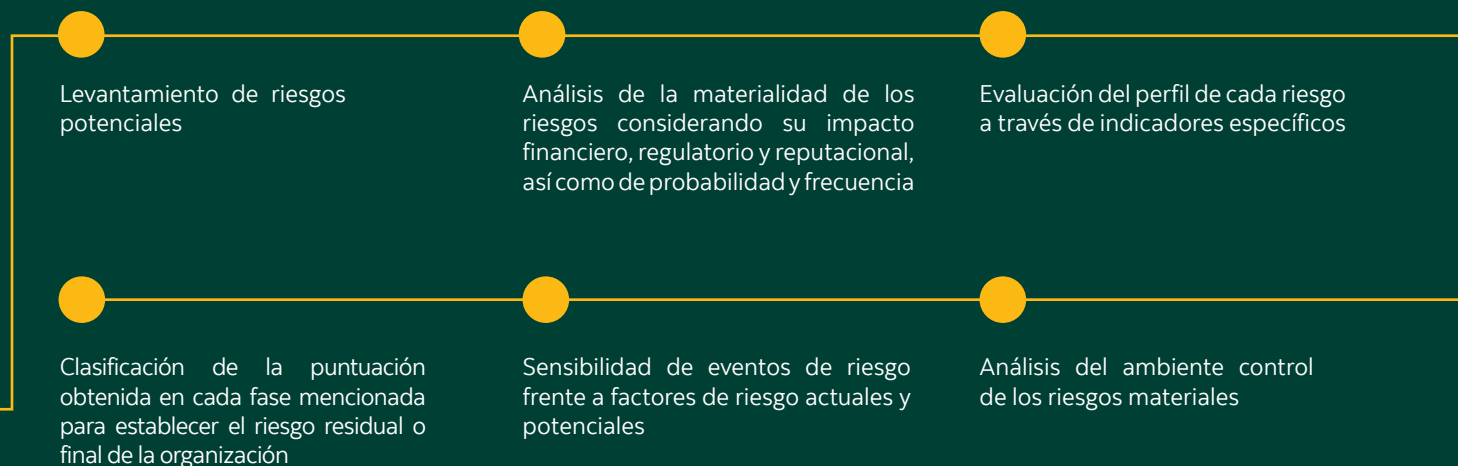 Levantamiento de riesgos
potenciales
Análisis de la materialidad de los
riesgos considerando su impacto
financiero, regulatorio y reputacional,
así como de probabilidad y frecuencia
Evaluación del perfil de cada riesgo
a través de indicadores específicos
Clasificación de la puntuación
obtenida en cada fase mencionada
para establecer el riesgo residual o
final de la organización
Sensibilidad de eventos de riesgo
frente a factores de riesgo actuales y
potenciales
Análisis del ambiente control
de los riesgos materiales